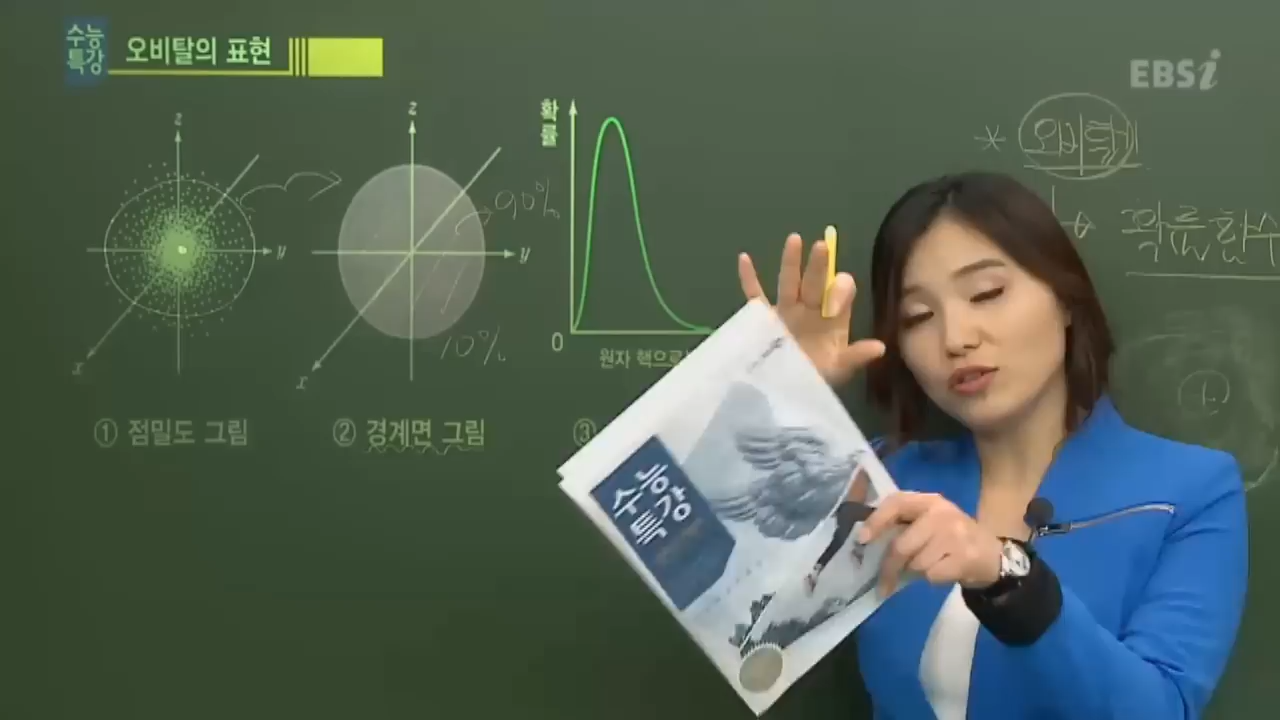 수능
특강
오비탈의 표현
EBSi
* 오비탈
확률함수
z
y
x
z
y
x
90%
10%
확
률
0
원자 핵으로
① 점밀도 그림
② 경계면 그림
③
수능
특강